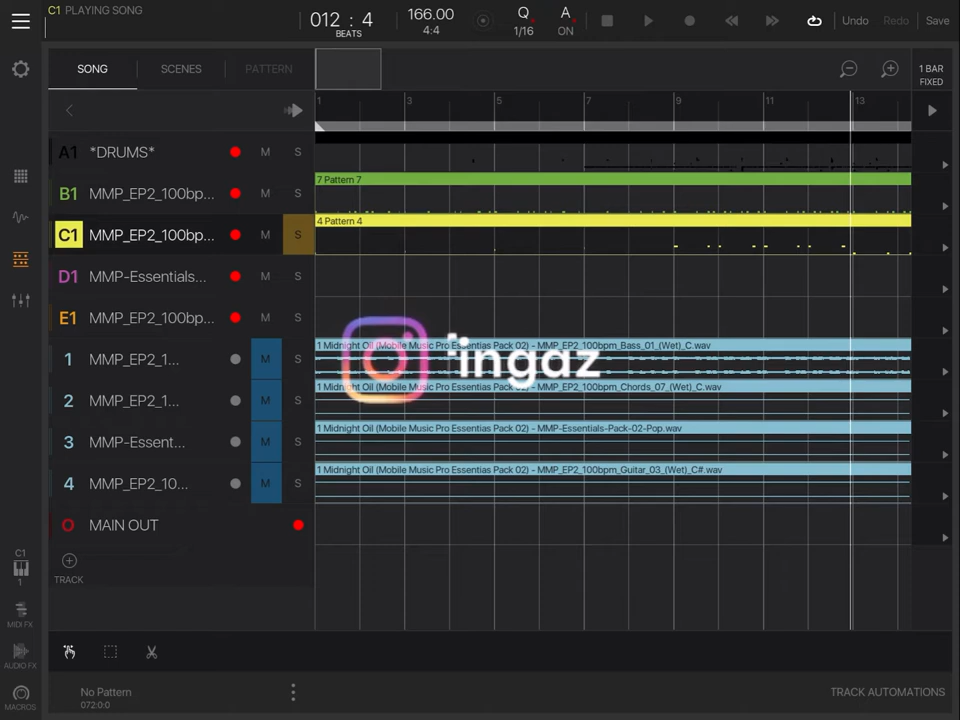 C1 PLAYING SONG
012 : 4
BEATS
166.00
4:4
Q
1/16
A
ON
Undo
Redo
Save
SONG
SCENES
PATTERN
1 BAR
FIXED
1
3
5
7
9
11
13
A1 *DRUMS* M S
B1 MMP_EP2_100bp... M S
7 Pattern 7
C1 MMP_EP2_100bp... M S
4 Pattern 4
D1 MMP-Essentials... M S
E1 MMP_EP2_100bp... M S
1 MMP_EP2_1... M S
1 Midnight Oil (Mobile Music Pro Essentias Pack 02) - MMP_EP2_100bpm_Bass_01_(Wet)_C.wav
ingaz
2 MMP_EP2_1... M S
1 Midnight Oil (Mobile Music Pro Essentias Pack 02) - MMP_EP2_100bpm_Chords_07_(Wet)_C.wav
3 MMP-Essent... M S
1 Midnight Oil (Mobile Music Pro Essentias Pack 02) - MMP-Essentials-Pack-02-Pop.wav
4 MMP_EP2_10... M S
1 Midnight Oil (Mobile Music Pro Essentias Pack 02) - MMP_EP2_100bpm_Guitar_03_(Wet)_C#.wav
O MAIN OUT
TRACK
C1
1
MIDI FX
AUDIO FX
MACROS
No Pattern
072:0:0
TRACK AUTOMATIONS